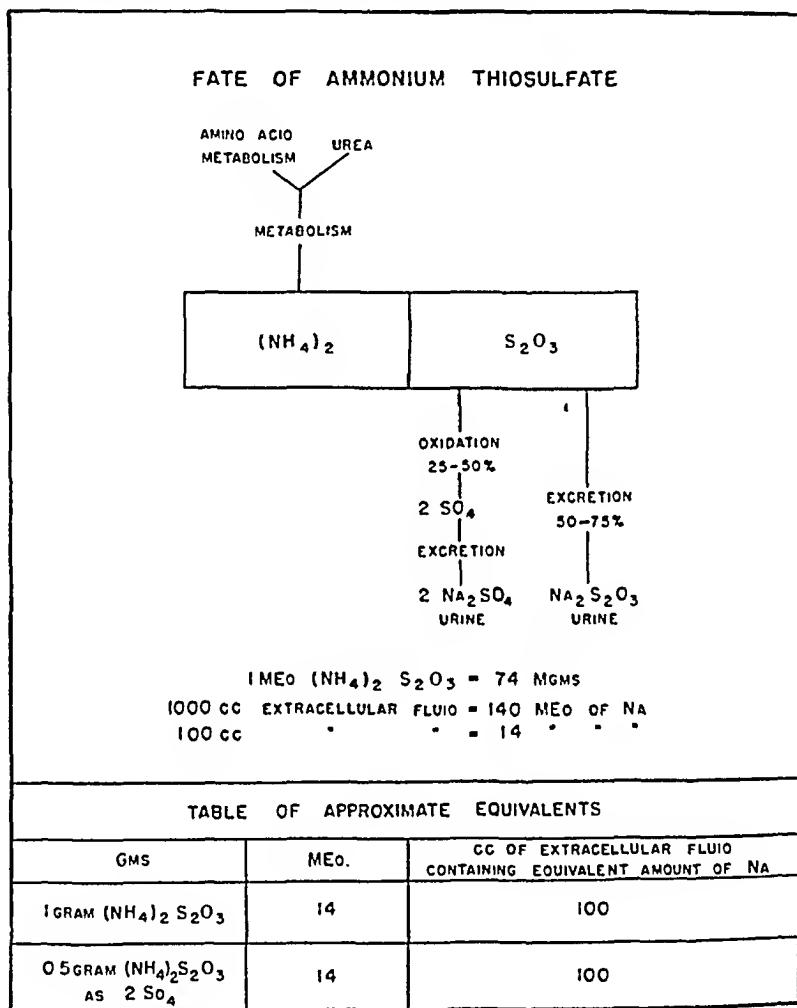 FATE OF AMMONIUM THIOSULFATE
AMINO ACIO UREA
METABOLISM
METABOLISM
(NH₄)₂ S₂O₃
OXIDATION
25-50%
2 SO₄
EXCRETION
2 NA₂SO₄
URINE
EXCRETION
50-75%
NA₂S₂O₃
URINE
1 MEO (NH₄)₂ S₂O₃ = 74 MGMS
1000 CC EXTRACELLULAR FLUIO = 140 MEO OF NA
100 CC " " = 14 " " "
TABLE OF APPROXIMATE EQUIVALENTS
GMS MEO. CC OF EXTRACELLULAR FLUIO
CONTAINING EQUIVALENT AMOUNT OF NA
1 GRAM (NH₄)₂ S₂O₃ 14 100
0 5 GRAM (NH₄)₂S₂O₃ 14 100
AS 2 SO₄